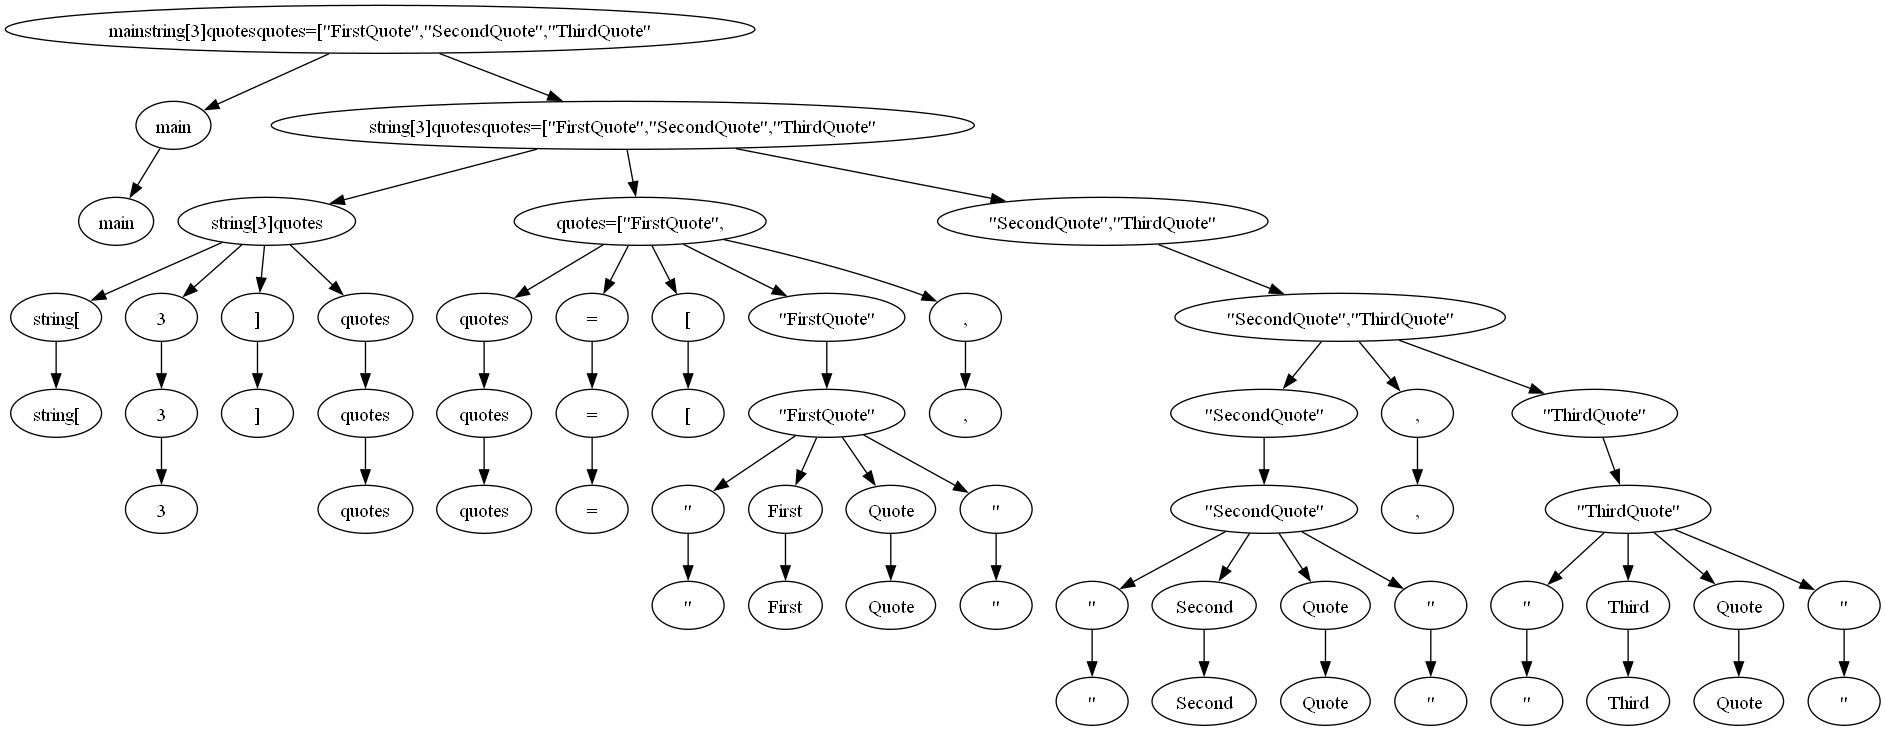 mainstring[3]quotesquotes=["FirstQuote","SecondQuote","ThirdQuote"
main
string[3]quotesquotes=["FirstQuote","SecondQuote","ThirdQuote"
main
string[3]quotes
quotes=["FirstQuote",
"SecondQuote","ThirdQuote"
string[
3
]
quotes
quotes
=
[
"FirstQuote"
,
"SecondQuote","ThirdQuote"
string[
3
]
quotes
quotes
=
[
"FirstQuote"
,
"SecondQuote"
,
"ThirdQuote"
3
quotes
quotes
=
"
First
Quote
"
"SecondQuote"
,
"ThirdQuote"
"
First
Quote
"
"
Second
Quote
"
"
Third
Quote
"
"
Second
Quote
"
"
Third
Quote
"